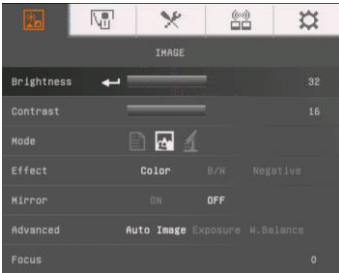 IMAGE
Brightness 32
Contrast 16
Mode
Effect Color B/W Negative
Mirror ON OFF
Advanced Auto Image Exposure W.Balance
Focus 0